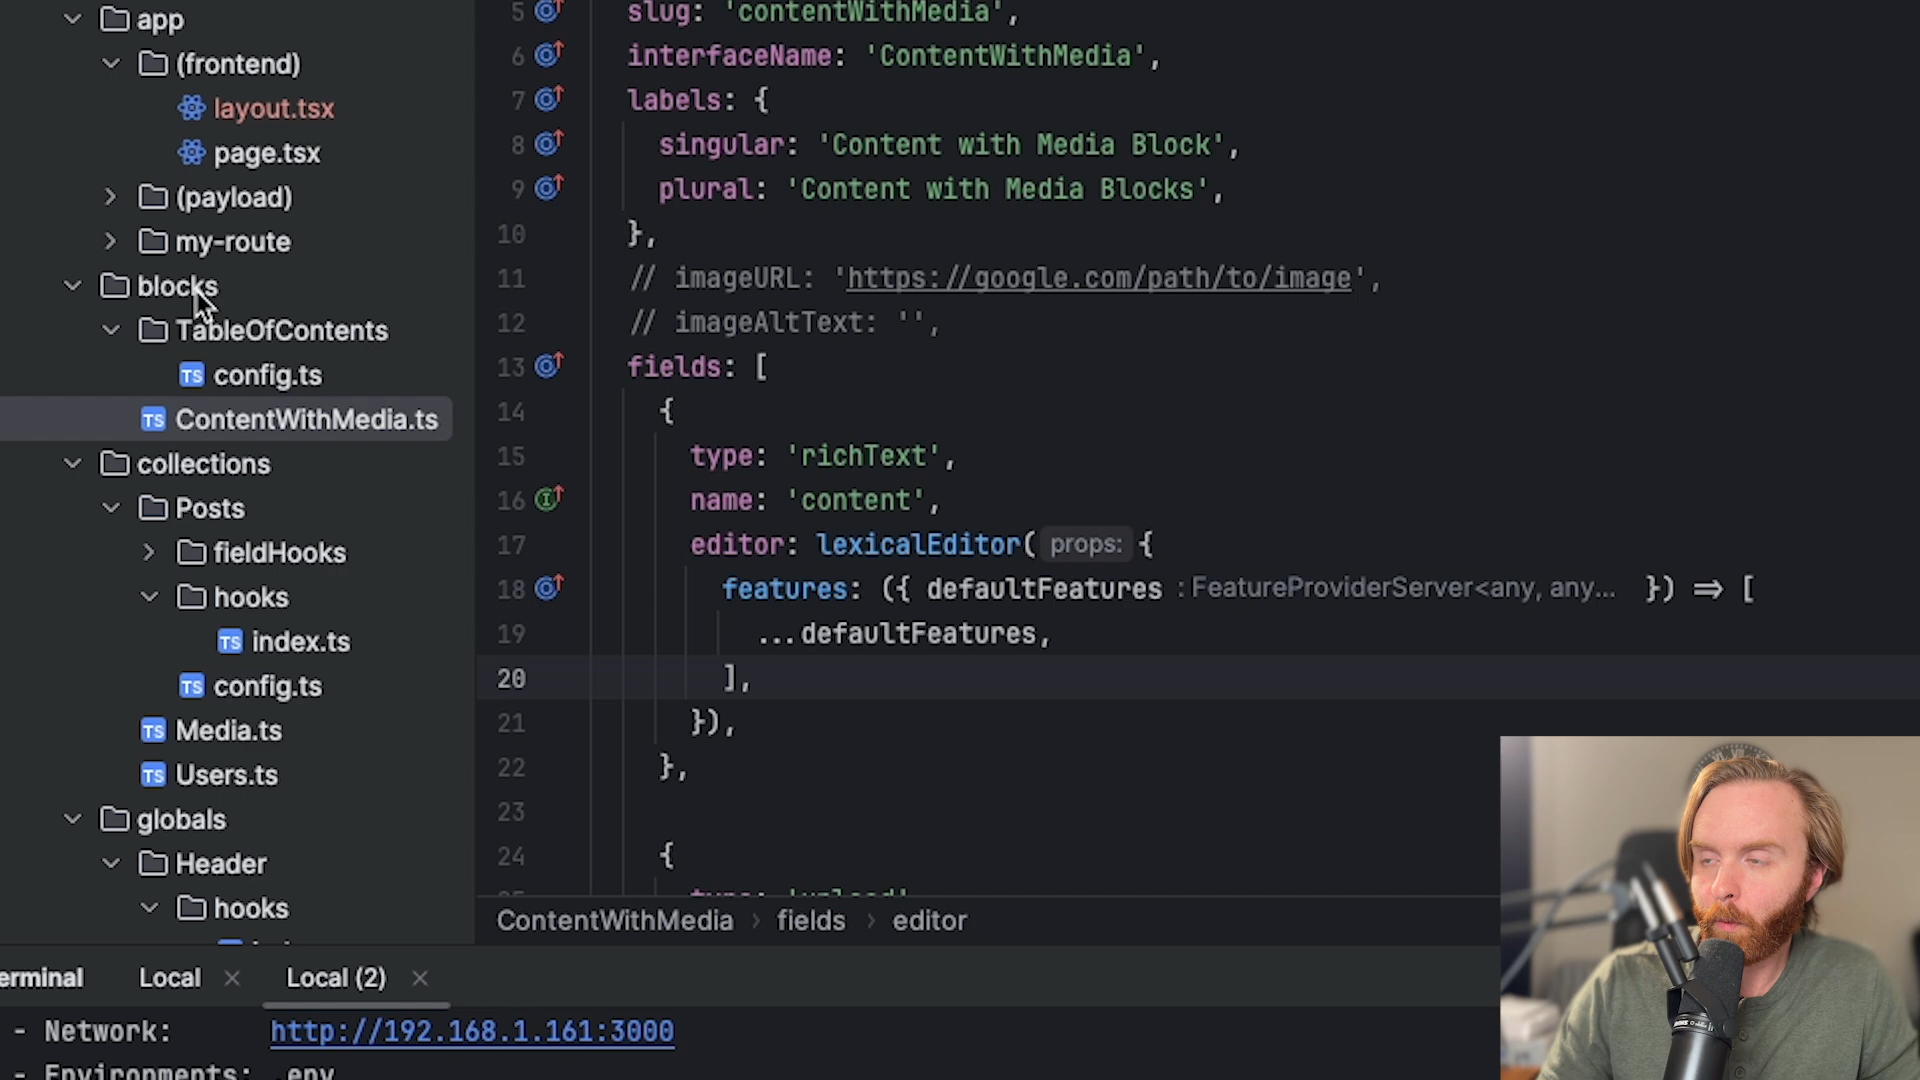 app
(frontend)
layout.tsx
page.tsx
(payload)
my-route
blocks
TableOfContents
config.ts
ContentWithMedia.ts
collections
Posts
fieldHooks
hooks
index.ts
config.ts
Media.ts
Users.ts
globals
Header
hooks
5 slug: 'contentWithMedia',
6 interfaceName: 'ContentWithMedia',
7 labels: {
8 singular: 'Content with Media Block',
9 plural: 'Content with Media Blocks',
10 },
11 // imageURL: 'https://google.com/path/to/image',
12 // imageAltText: '',
13 fields: [
14 {
15 type: 'richText',
16 name: 'content',
17 editor: lexicalEditor( props: {
18 features: ({ defaultFeatures : FeatureProviderServer<any, any... }) => [
19 ...defaultFeatures,
20 ],
21 }),
22 },
23
24 {
ContentWithMedia > fields > editor
erminal Local × Local (2) ×
- Network: http://192.168.1.161:3000
- Environments: .env